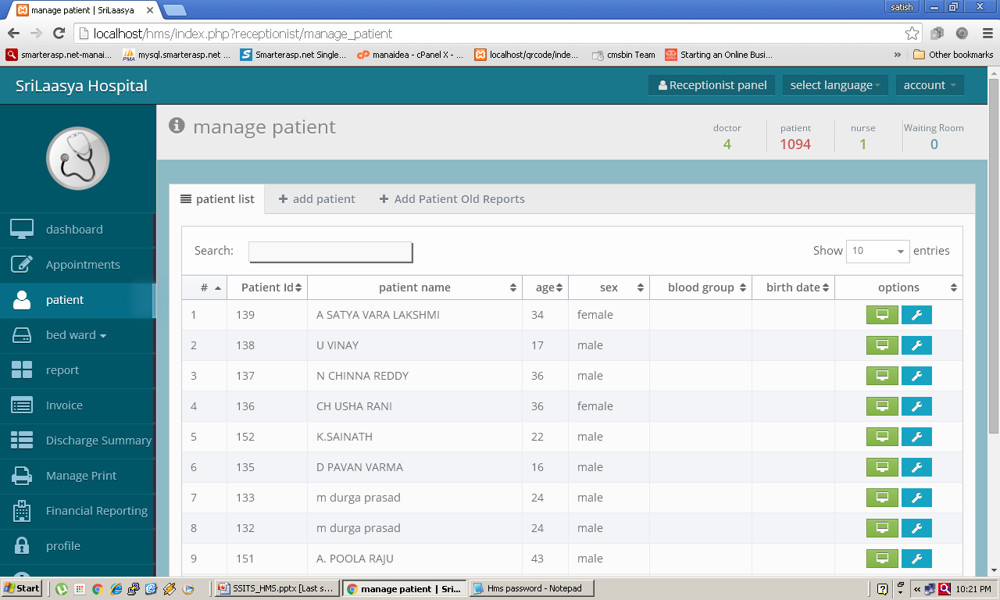 manage patient | SriLaasya
satish
localhost/hms/index.php?receptionist/manage_patient
smarterasp.net-manai...
mysql.smarterasp.net ...
Smarterasp.net Single...
manaidea - cPanel X - ...
localhost/qrcode/inde...
cmsbin Team
Starting an Online Busi...
»
Other bookmarks
SriLaasya Hospital
Receptionist panel
select language
account
manage patient
doctor patient nurse Waiting Room
4 1094 1 0
patient list
add patient
Add Patient Old Reports
dashboard
Appointments
patient
bed ward
report
Invoice
Discharge Summary
Manage Print
Financial Reporting
profile
Search:
Show 10 entries
# Patient Id patient name age sex blood group birth date options
1 139 A SATYA VARA LAKSHMI 34 female
2 138 U VINAY 17 male
3 137 N CHINNA REDDY 36 male
4 136 CH USHA RANI 36 female
5 152 K.SAINATH 22 male
6 135 D PAVAN VARMA 16 male
7 133 m durga prasad 24 male
8 132 m durga prasad 24 male
9 151 A. POOLA RAJU 43 male
Start
SSITS_HMS.pptx [Last s...
manage patient | Sri...
Hms password - Notepad
10:21 PM